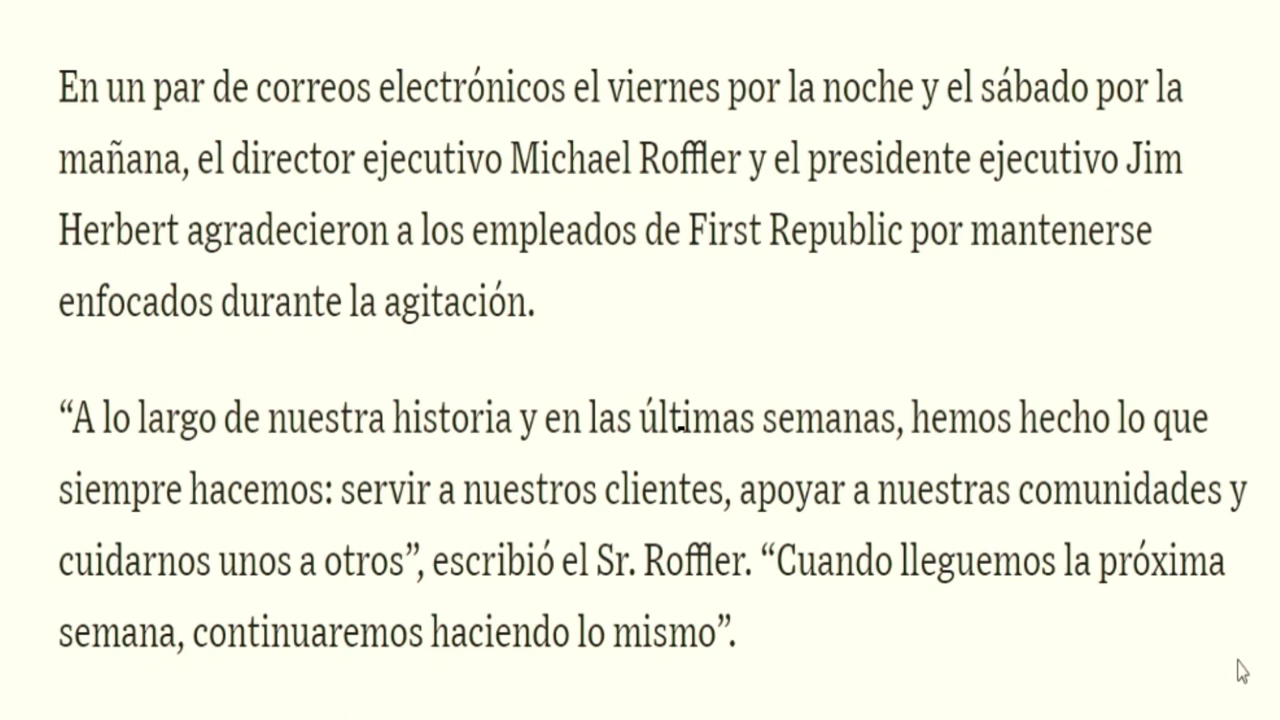 En un par de correos electrónicos el viernes por la noche y el sábado por la
mañana, el director ejecutivo Michael Roffler y el presidente ejecutivo Jim
Herbert agradecieron a los empleados de First Republic por mantenerse
enfocados durante la agitación.
“A lo largo de nuestra historia y en las últimas semanas, hemos hecho lo que
siempre hacemos: servir a nuestros clientes, apoyar a nuestras comunidades y
cuidarnos unos a otros”, escribió el Sr. Roffler. “Cuando lleguemos la próxima
semana, continuaremos haciendo lo mismo”.